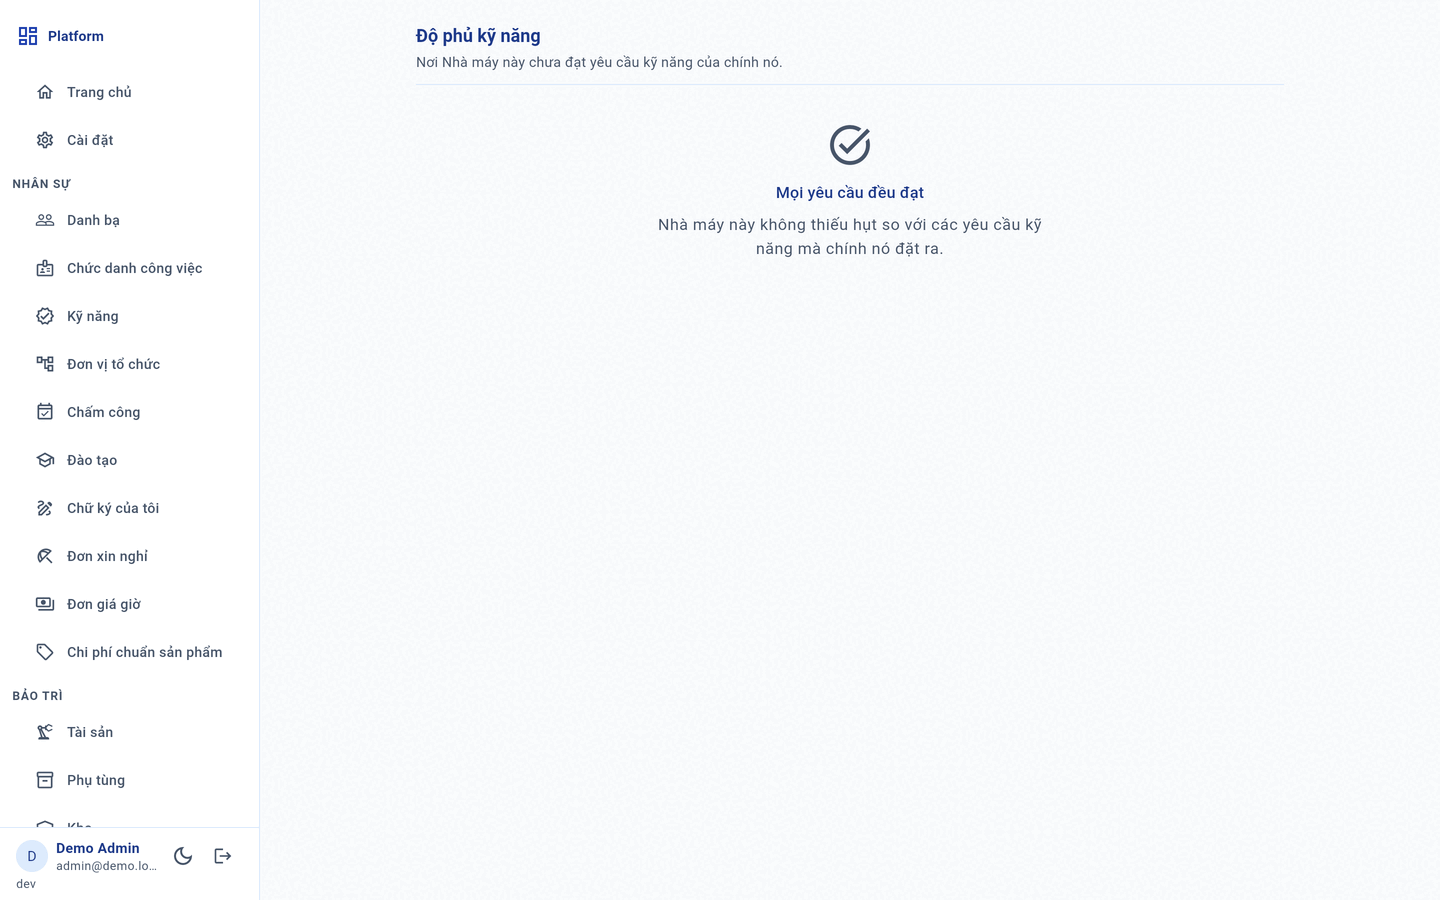 Platform
Trang chủ
Cài đặt
NHÂN SỰ
Danh bạ
Chức danh công việc
Kỹ năng
Đơn vị tổ chức
Chấm công
Đào tạo
Chữ ký của tôi
Đơn xin nghỉ
Đơn giá giờ
Chi phí chuẩn sản phẩm
BẢO TRÌ
Tài sản
Phụ tùng
Kho
D
Demo Admin
admin@demo.lo...
dev
Độ phủ kỹ năng
Nơi Nhà máy này chưa đạt yêu cầu kỹ năng của chính nó.
Mọi yêu cầu đều đạt
Nhà máy này không thiếu hụt so với các yêu cầu kỹ
năng mà chính nó đặt ra.